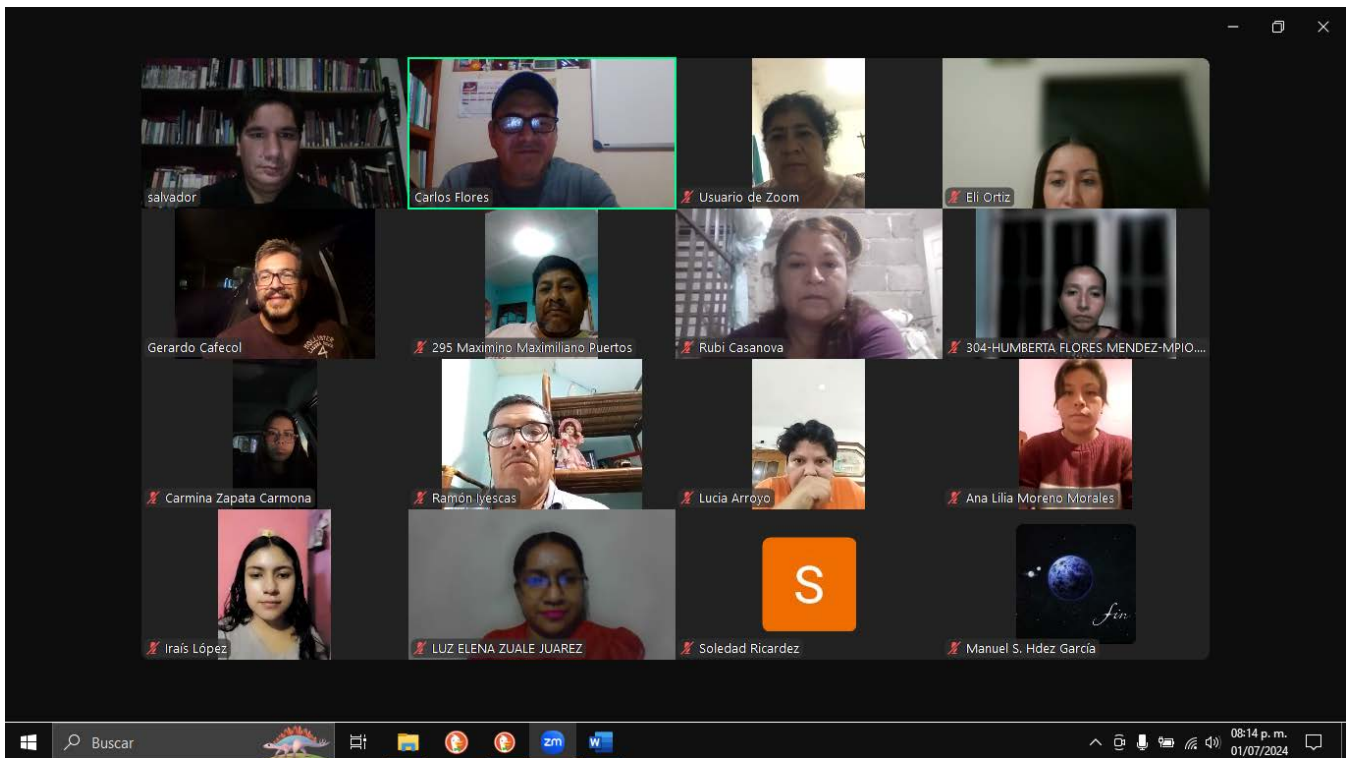 salvador
Carlos Flores
Usuario de Zoom
Eli Ortiz
Gerardo Cafecol
295 Maximino Maximiliano Puertos
Rubi Casanova
304-HUMBERTA FLORES MENDEZ-MPIO....
Carmina Zapata Carmona
Ramón Iyescas
Lucia Arroyo
Ana Lilia Moreno Morales
Iraís López
LUZ ELENA ZUALE JUAREZ
S
Soledad Ricardez
fin
Manuel S. Hdez García
Buscar
zm
W
08:14 p. m.
01/07/2024